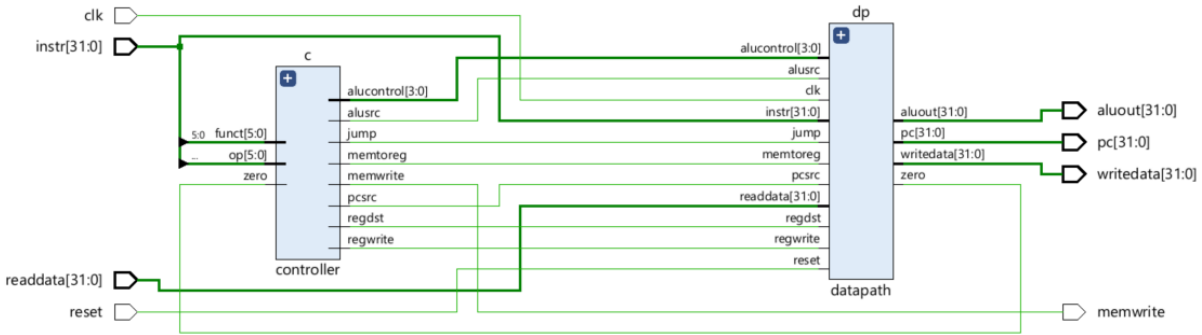 clk
instr[31:0]
readdata[31:0]
reset
c
5:0
...
funct[5:0]
op[5:0]
zero
alucontrol[3:0]
alusrc
jump
memtoreg
memwrite
pcsrc
regdst
regwrite
controller
dp
alucontrol[3:0]
alusrc
clk
instr[31:0]
jump
memtoreg
pcsrc
readdata[31:0]
regdst
regwrite
reset
aluout[31:0]
pc[31:0]
writedata[31:0]
zero
datapath
aluout[31:0]
pc[31:0]
writedata[31:0]
memwrite